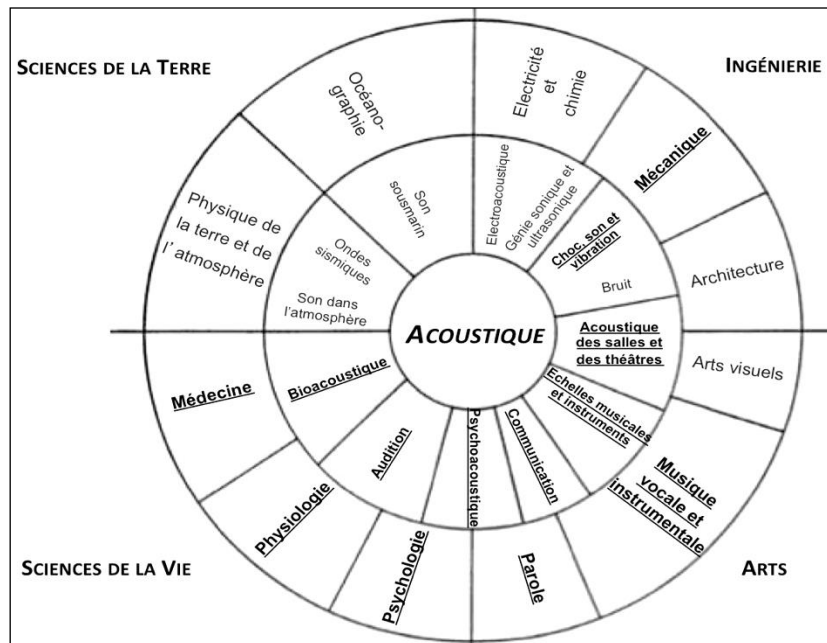 SCIENCES DE LA TERRE
INGÉNIERIE
Océano-
graphie
Electricité
et
chimie
Mécanique
Physique de
la terre et de
l'atmosphère
Architecture
Son
sousmarin
Electroacoustique
Génie sonique et
ultrasonique
Choc, son et
vibration
Bruit
Ondes
sismiques
Son dans
l'atmosphère
ACOUSTIQUE
Acoustique
des salles et
des théâtres
Arts visuels
Médecine
Bioacoustique
Echelles musicales
et instruments
Audition
Psychoacoustique
Communication
Physiologie
Psychologie
Parole
Musique
vocale et
instrumentale
SCIENCES DE LA VIE
ARTS